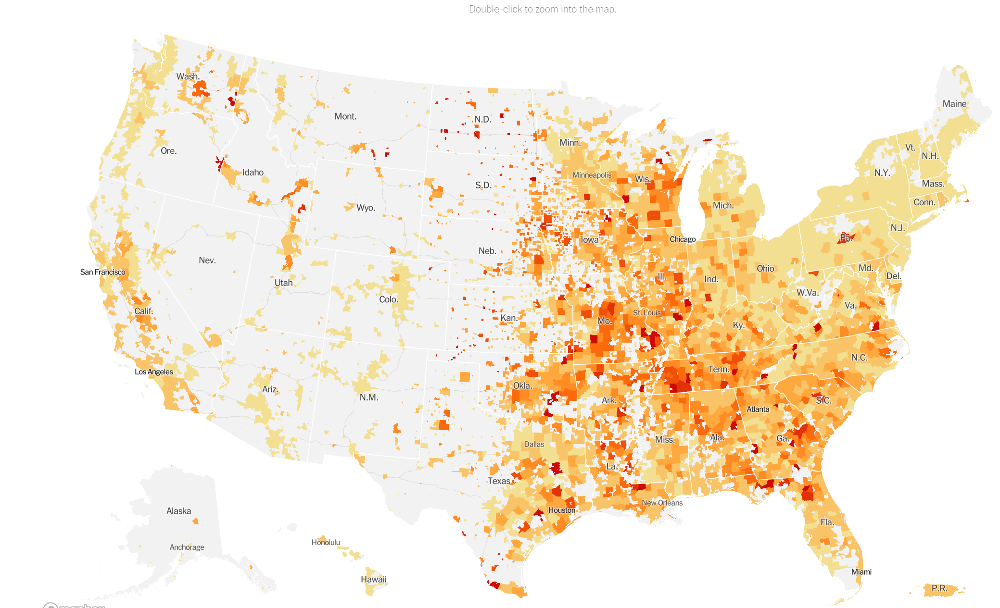 Double-click to zoom into the map.
Wash.
Mont.
N.D.
Minn.
Maine
Vt.
N.H.
Ore.
Idaho
Minneapolis
Wis.
N.Y.
Mass.
S.D.
Wyo.
Mich.
Conn.
N.J.
Iowa
Chicago
Pa.
Neb.
Nev.
San Francisco
Utah
Ohio
Md.
Del.
Ill.
Ind.
W.Va.
Colo.
Va.
Calif.
Kan.
St. Louis
Mo.
Ky.
N.C.
Los Angeles
Tenn.
Ariz.
Okla.
N.M.
Ark.
S.C.
Atlanta
Dallas
Miss.
Ala.
Ga.
La.
Texas
New Orleans
Houston
Alaska
Fla.
Honolulu
Anchorage
Miami
Hawaii
P.R.
mapbox